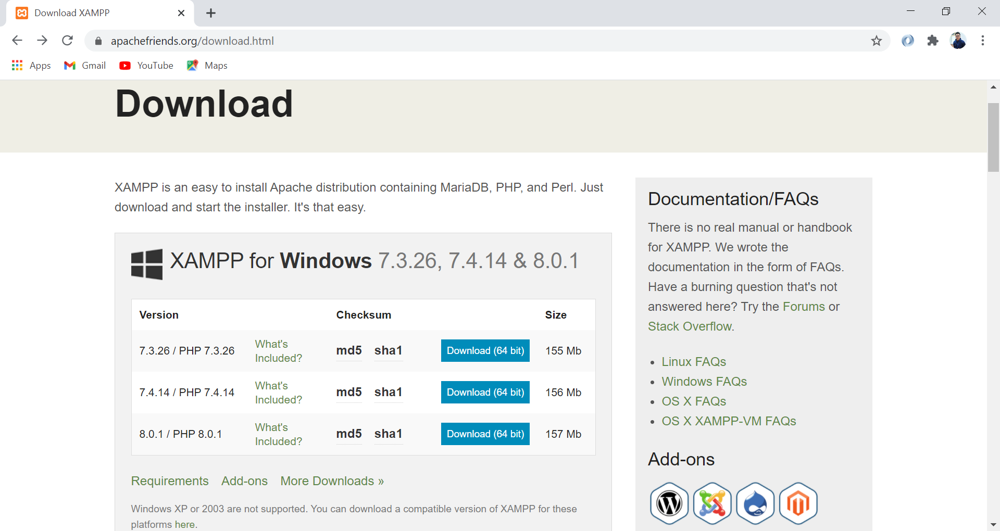 Download XAMPP
apachefriends.org/download.html
Apps Gmail YouTube Maps
Download
XAMPP is an easy to install Apache distribution containing MariaDB, PHP, and Perl. Just
download and start the installer. It's that easy.
XAMPP for Windows 7.3.26, 7.4.14 & 8.0.1
Version Checksum Size
7.3.26 / PHP 7.3.26 What's
Included? md5 sha1 Download (64 bit) 155 Mb
7.4.14 / PHP 7.4.14 What's
Included? md5 sha1 Download (64 bit) 156 Mb
8.0.1 / PHP 8.0.1 What's
Included? md5 sha1 Download (64 bit) 157 Mb
Requirements Add-ons More Downloads »
Windows XP or 2003 are not supported. You can download a compatible version of XAMPP for these
platforms here.
Documentation/FAQs
There is no real manual or handbook
for XAMPP. We wrote the
documentation in the form of FAQs.
Have a burning question that's not
answered here? Try the Forums or
Stack Overflow.
• Linux FAQs
• Windows FAQs
• OS X FAQs
• OS X XAMPP-VM FAQs
Add-ons